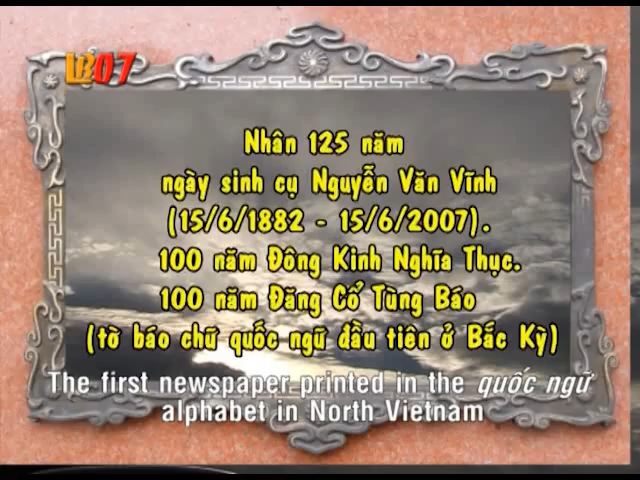 07
Nhân 125 năm
ngày sinh cụ Nguyễn Văn Vĩnh
(15/6/1882 - 15/6/2007).
100 năm Đông Kinh Nghĩa Thục.
100 năm Đăng Cổ Tùng Báo
(tờ báo chữ quốc ngữ đầu tiên ở Bắc Kỳ)
The first newspaper printed in the quốc ngữ
alphabet in North Vietnam